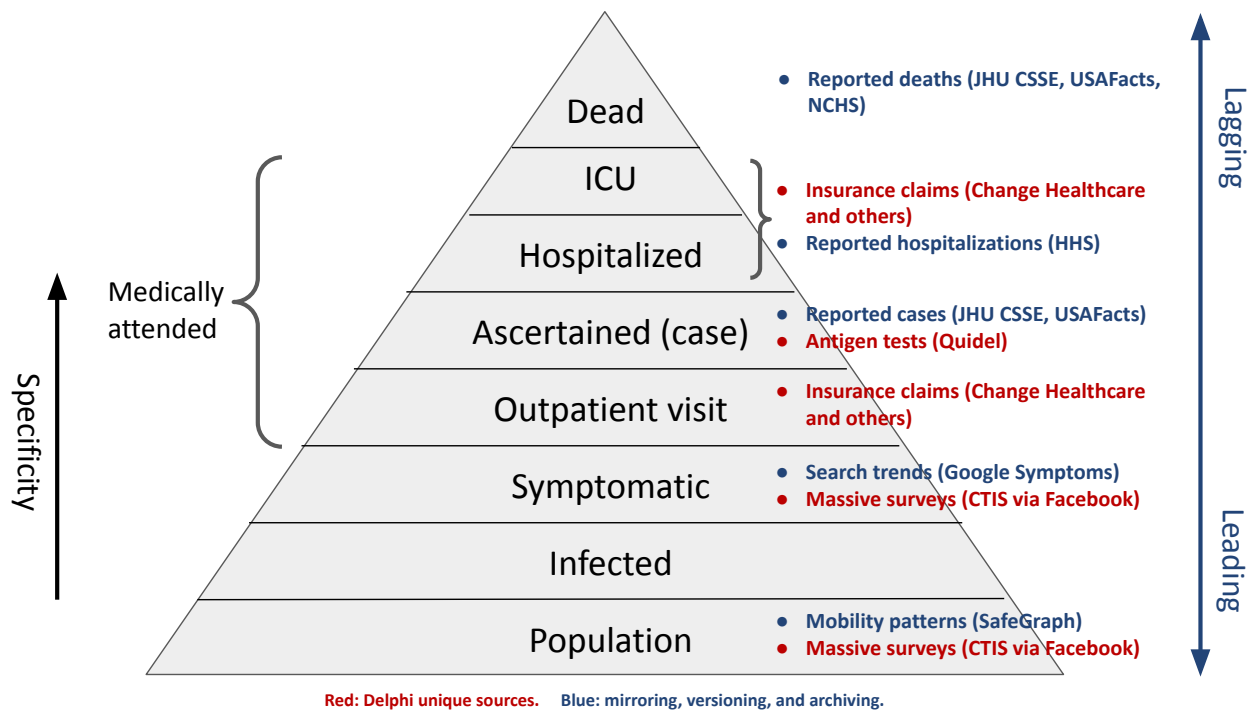 Dead
● Reported deaths (JHU CSSE, USAFacts,
NCHS)
Lagging
ICU
● Insurance claims (Change Healthcare
and others)
Hospitalized
● Reported hospitalizations (HHS)
Medically
attended
Ascertained (case)
● Reported cases (JHU CSSE, USAFacts)
● Antigen tests (Quidel)
Outpatient visit
● Insurance claims (Change Healthcare
and others)
Specificity
Symptomatic
● Search trends (Google Symptoms)
● Massive surveys (CTIS via Facebook)
Infected
Leading
Population
● Mobility patterns (SafeGraph)
● Massive surveys (CTIS via Facebook)
Red: Delphi unique sources. Blue: mirroring, versioning, and archiving.